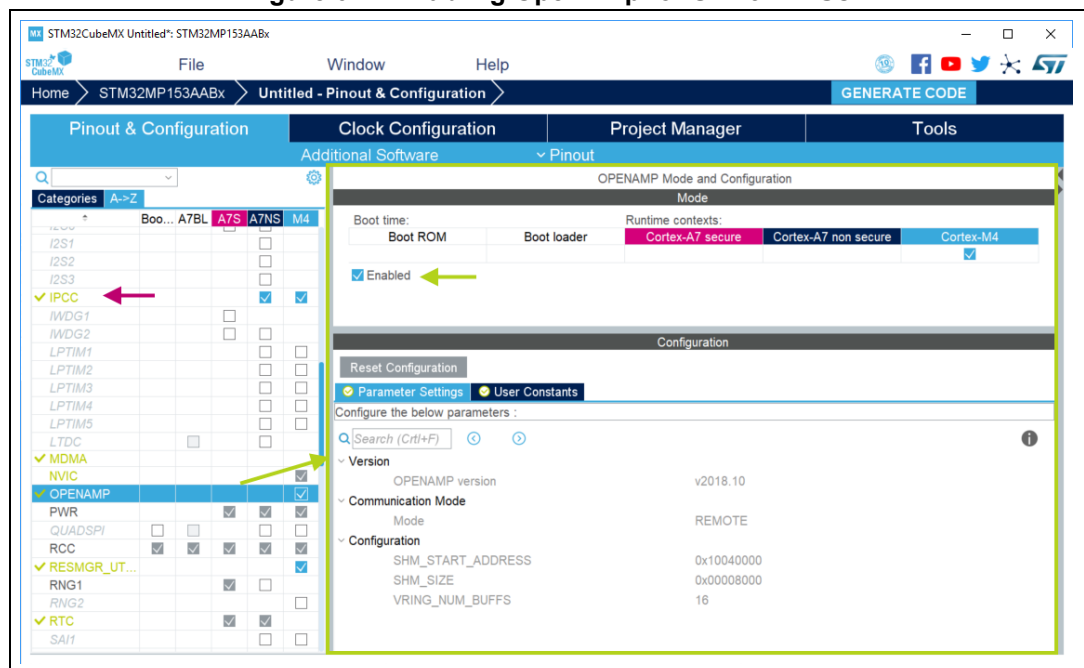 STM32CubeMX Untitled*: STM32MP153AABx
STM32 CubeMX
File Window Help
Home STM32MP153AABx Untitled - Pinout & Configuration GENERATE CODE
Pinout & Configuration Clock Configuration Project Manager Tools
Additional Software Pinout
Categories A->Z
Boo... A7BL A7S A7NS M4
I2S1
I2S2
I2S3
IPCC
IWDG1
IWDG2
LPTIM1
LPTIM2
LPTIM3
LPTIM4
LPTIM5
LTDC
MDMA
NVIC
OPENAMP
PWR
QUADSPI
RCC
RESMGR_UT...
RNG1
RNG2
RTC
SAI1
OPENAMP Mode and Configuration
Mode
Boot time: Runtime contexts:
Boot ROM Boot loader Cortex-A7 secure Cortex-A7 non secure Cortex-M4
Enabled
Configuration
Reset Configuration
Parameter Settings User Constants
Configure the below parameters :
Search (Crtl+F)
Version
OPENAMP version v2018.10
Communication Mode
Mode REMOTE
Configuration
SHM_START_ADDRESS 0x10040000
SHM_SIZE 0x00008000
VRING_NUM_BUFFS 16